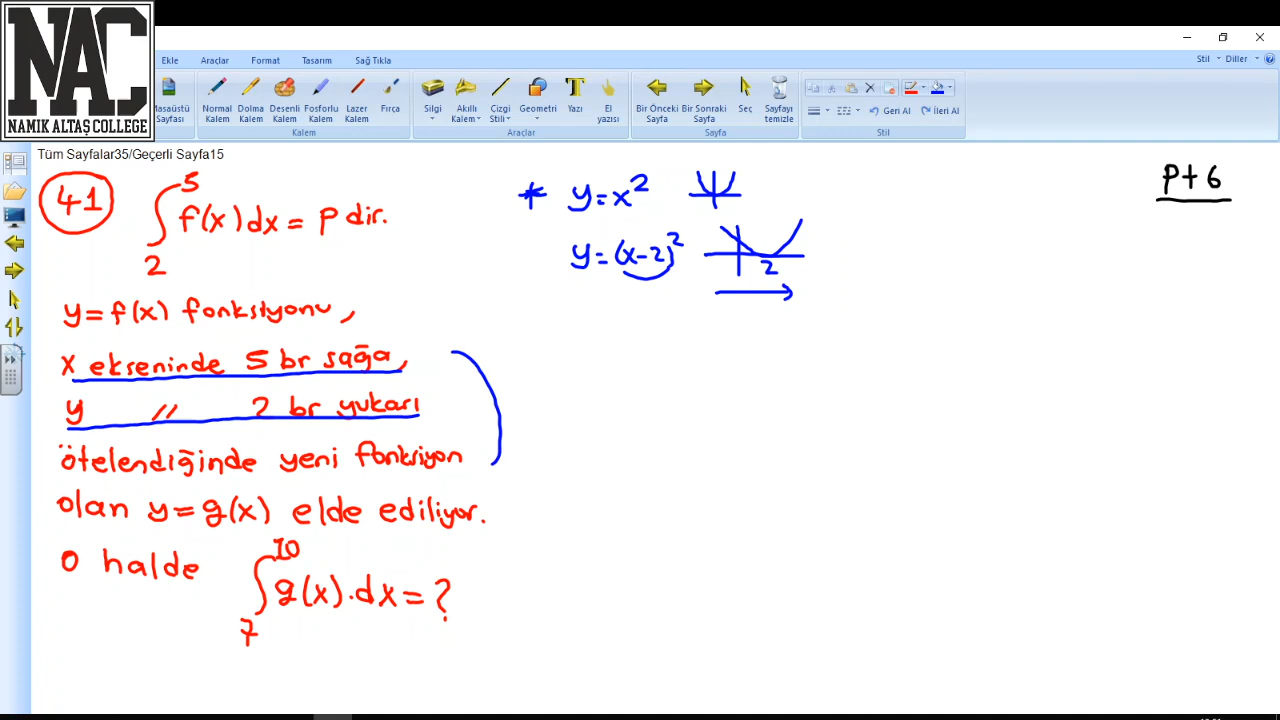 NAC
NAMIK ALTAŞ COLLEGE
Ekle Araçlar Format Tasarım Sağ Tıkla
Stil Diller
Masaüstü Sayfası
Normal Kalem
Dolma Kalem
Desenli Kalem
Fosforlu Kalem
Lazer Kalem
Fırça
Kalem
Silgi
Akıllı Kalem
Çizgi Stili
Geometri
Yazı
El yazısı
Araçlar
Bir Önceki Sayfa
Bir Sonraki Sayfa
Seç
Sayfayı temizle
Sayfa
Geri Al
İleri Al
Stil
Tüm Sayfalar35/Geçerli Sayfa15
41 ∫₂⁵ f(x)dx = p dir.
y=f(x) fonksiyonu,
x ekseninde 5 br sağa,
y // 2 br yukarı
ötelendiğinde yeni fonksiyon
olan y=g(x) elde ediliyor.
O halde ∫₇¹⁰ g(x).dx = ?
* y=x²
y=(x-2)²
2
p+6